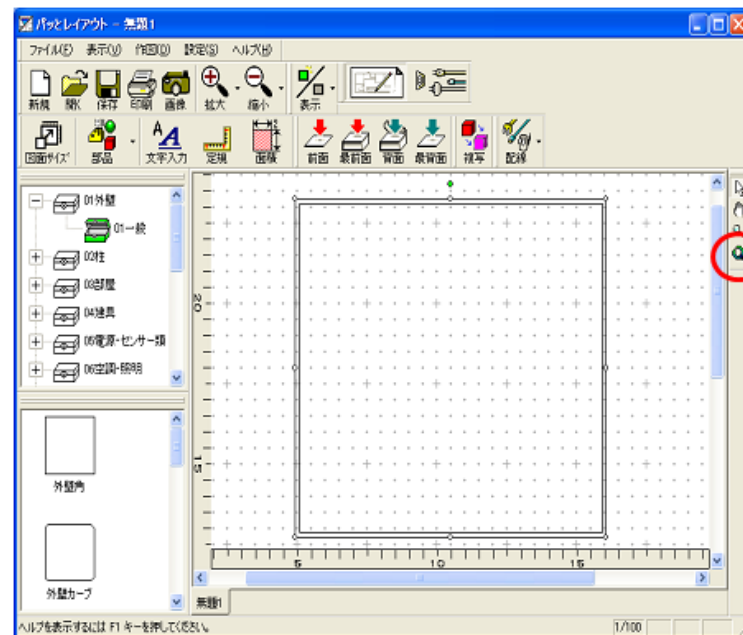 パッとレイアウト - 無題1
ファイル(F) 表示(V) 作図(D) 設定(S) ヘルプ(H)
新規 開く 保存 印刷 画像 拡大 縮小 表示
図面サイズ 部品 文字入力 定規 面積 前面 最前面 背面 最背面 複写 配線
01外壁
01一般
02柱
03部屋
04建具
05電源・センサー類
06空調・照明
外壁角
外壁カーブ
20
15
5 10 15
無題1
ヘルプを表示するには F1 キーを押してください。
1/100